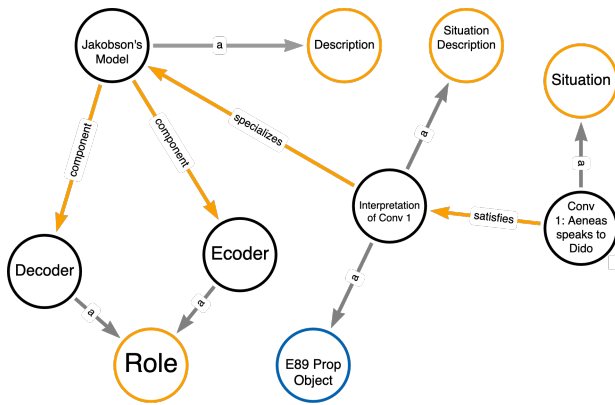 Jakobson's
Model
a
Description
Situation
Description
Situation
component
component
specializes
a
a
Interpretation
of Conv 1
satisfies
Conv
1: Aeneas
speaks to
Dido
Decoder
Ecoder
a
a
a
Role
E89 Prop
Object